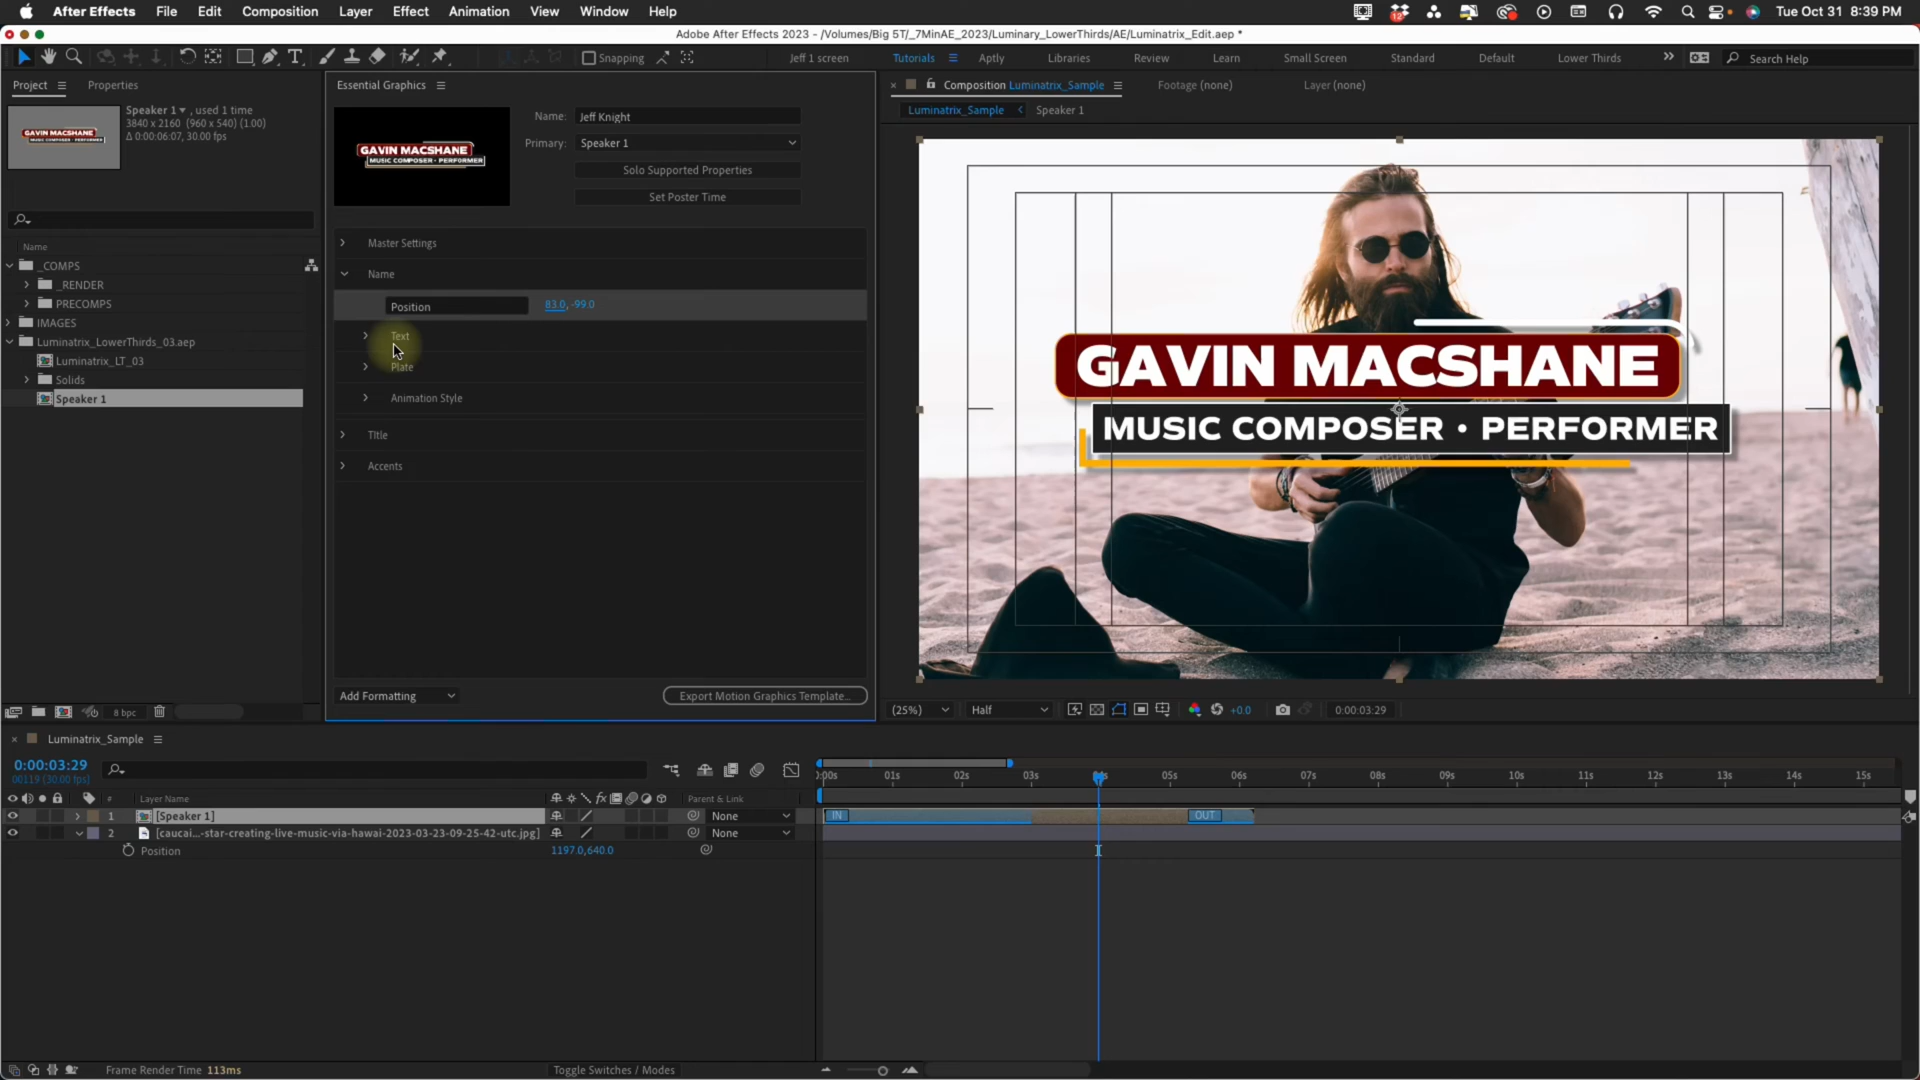 After Effects File Edit Composition Layer Effect Animation View Window Help
12
Tue Oct 31 8:39 PM
Adobe After Effects 2023 - /Volumes/Big 5T/_7MinAE_2023/Luminary_LowerThirds/AE/Luminatrix_Edit.aep *
Snapping
Jeff 1 screen Tutorials Aptly Libraries Review Learn Small Screen Standard Default Lower Thirds Search Help
Project Properties
Speaker 1 , used 1 time
3840 x 2160 (960 x 540) (1.00)
Δ 0:00:06:07, 30.00 fps
GAVIN MACSHANE
MUSIC COMPOSER • PERFORMER
Name
_COMPS
_RENDER
PRECOMPS
IMAGES
Luminatrix_LowerThirds_03.aep
Luminatrix_LT_03
Solids
Speaker 1
8 bpc
Essential Graphics
GAVIN MACSHANE
MUSIC COMPOSER • PERFORMER
Name: Jeff Knight
Primary: Speaker 1
Solo Supported Properties
Set Poster Time
Master Settings
Name
Position 83.0,-99.0
Text
Plate
Animation Style
Title
Accents
Add Formatting
Export Motion Graphics Template...
Composition Luminatrix_Sample Footage (none) Layer (none)
Luminatrix_Sample Speaker 1
GAVIN MACSHANE
MUSIC COMPOSER • PERFORMER
(25%) Half +0.0 0:00:03:29
Luminatrix_Sample
0:00:03:29
00119 (30.00 fps)
:00s 01s 02s 03s 04s 05s 06s 07s 08s 09s 10s 11s 12s 13s 14s 15s
# Layer Name fx Parent & Link
1 [Speaker 1] None IN OUT
2 [caucai...-star-creating-live-music-via-hawai-2023-03-23-09-25-42-utc.jpg] None
Position 1197.0,640.0
Frame Render Time 113ms
Toggle Switches / Modes